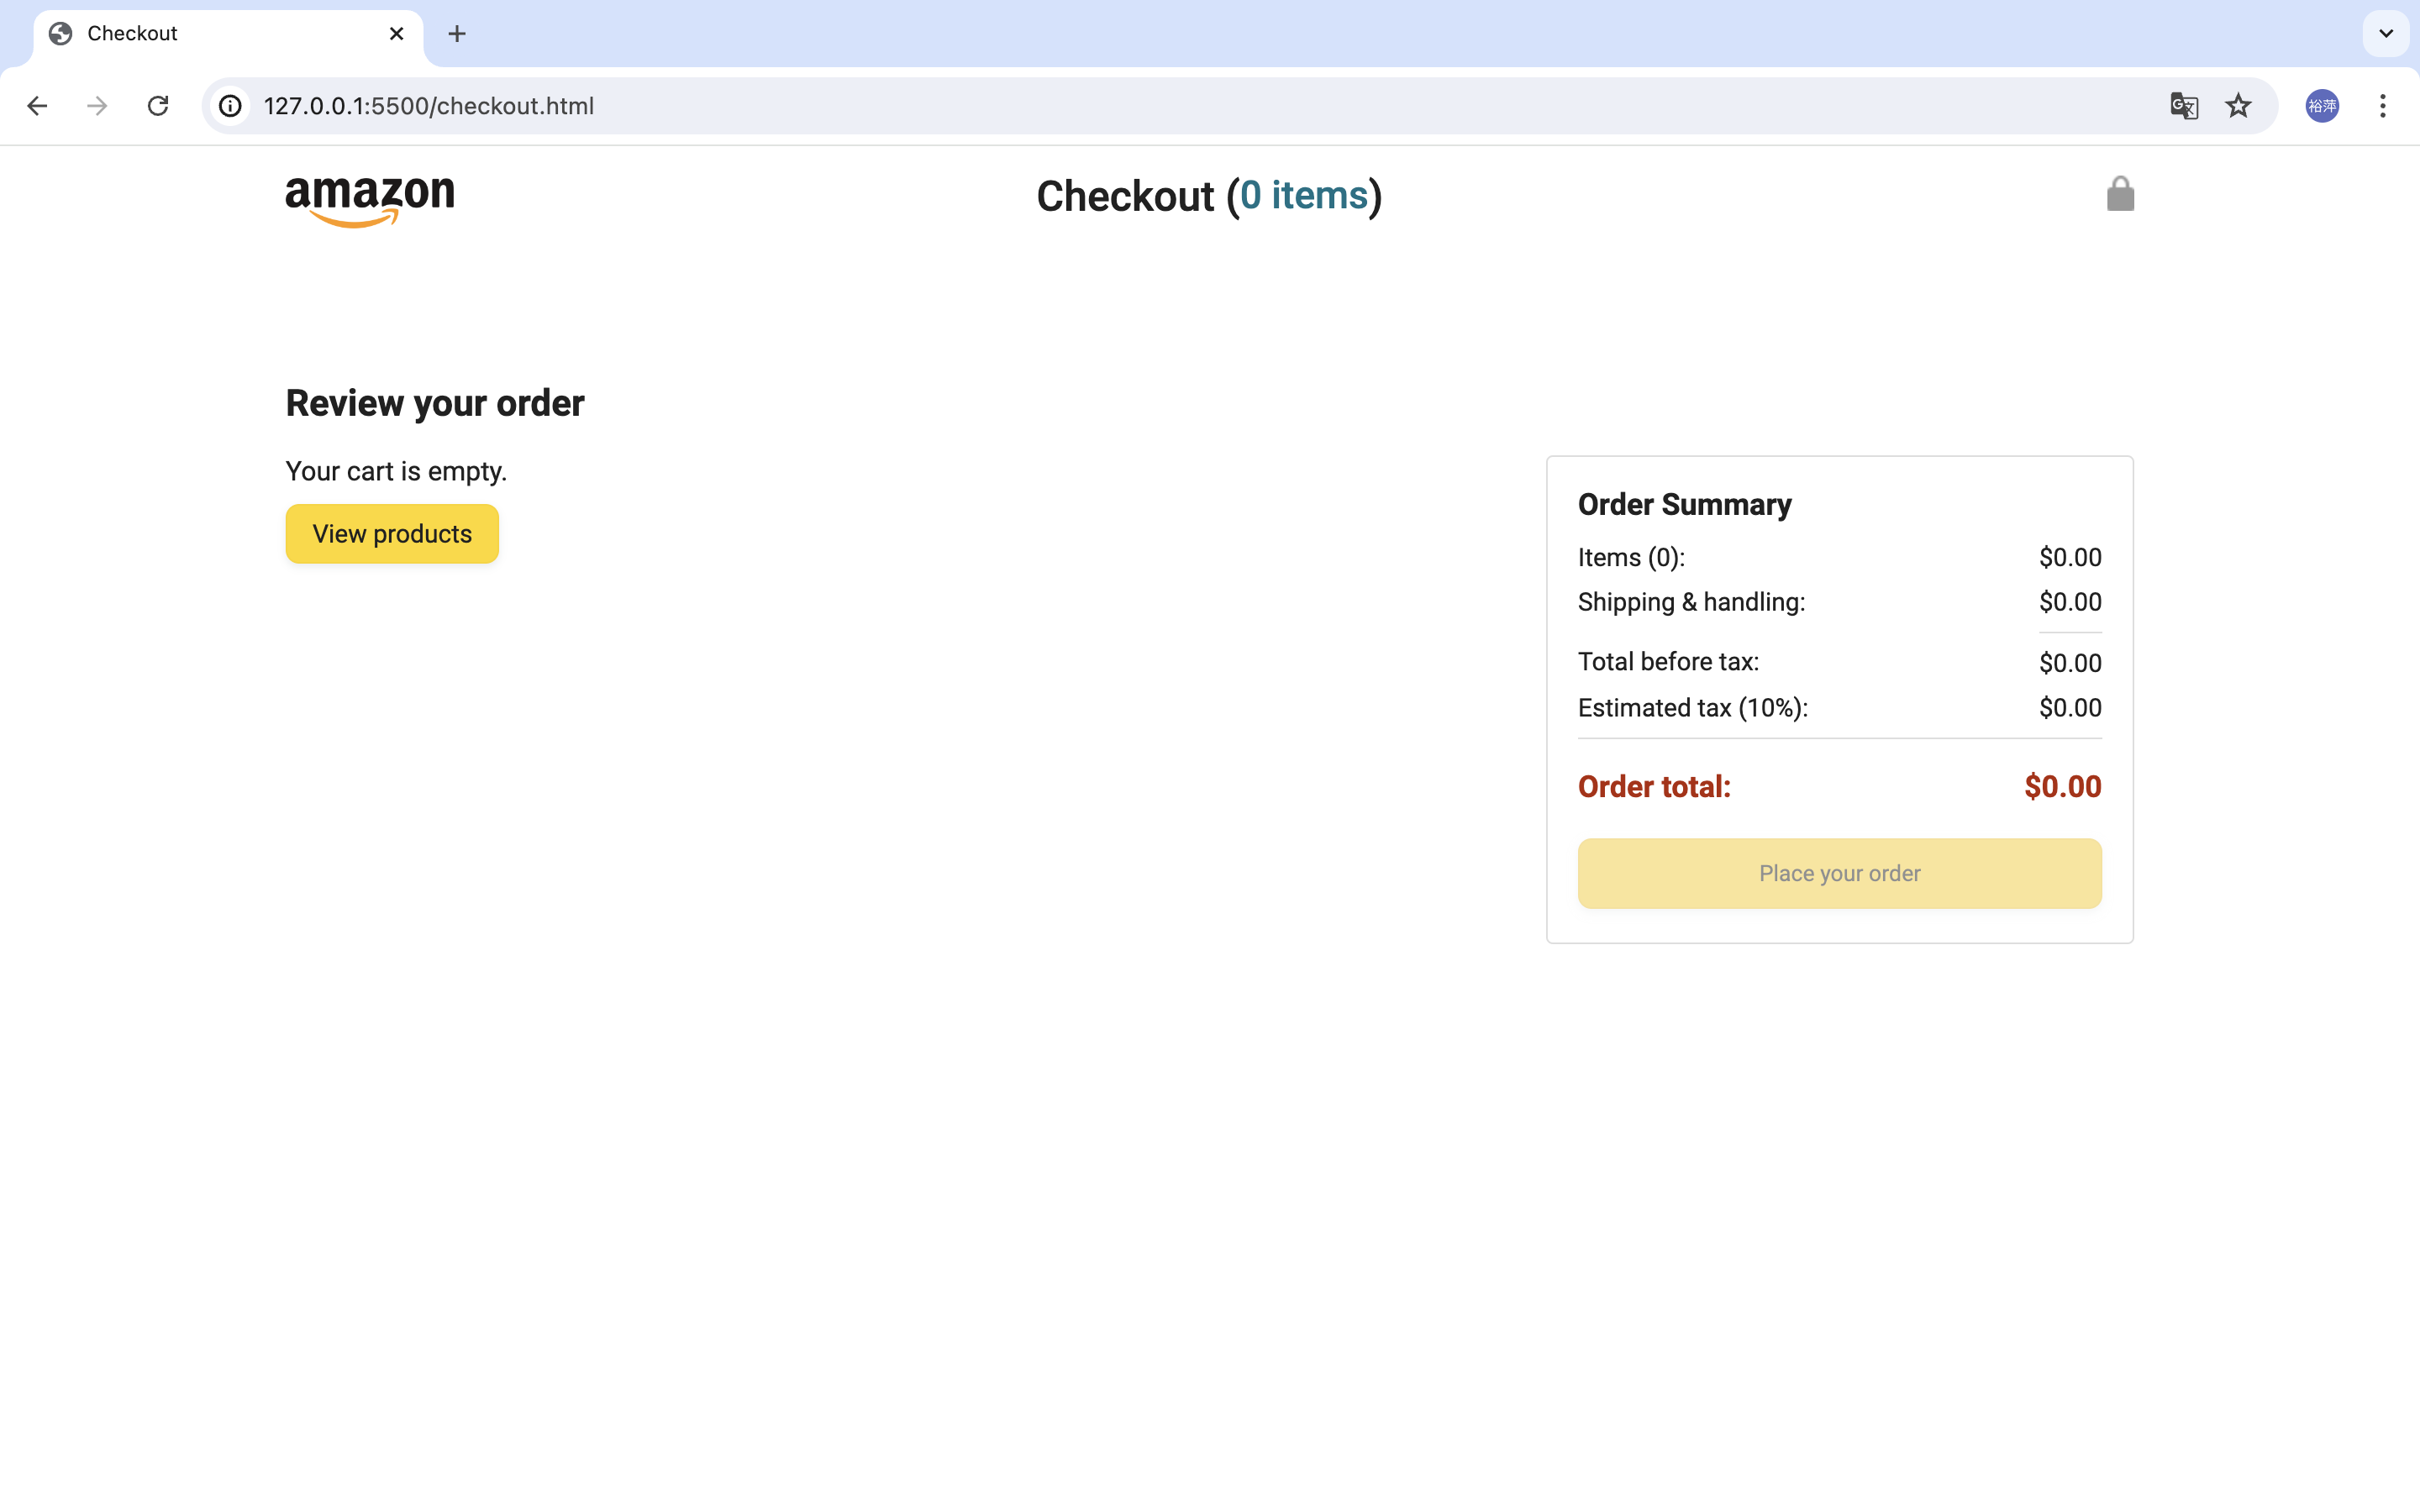 Checkout
127.0.0.1:5500/checkout.html
裕萍
amazon
Checkout (0 items)
Review your order
Your cart is empty.
View products
Order Summary
Items (0): $0.00
Shipping & handling: $0.00
Total before tax: $0.00
Estimated tax (10%): $0.00
Order total: $0.00
Place your order